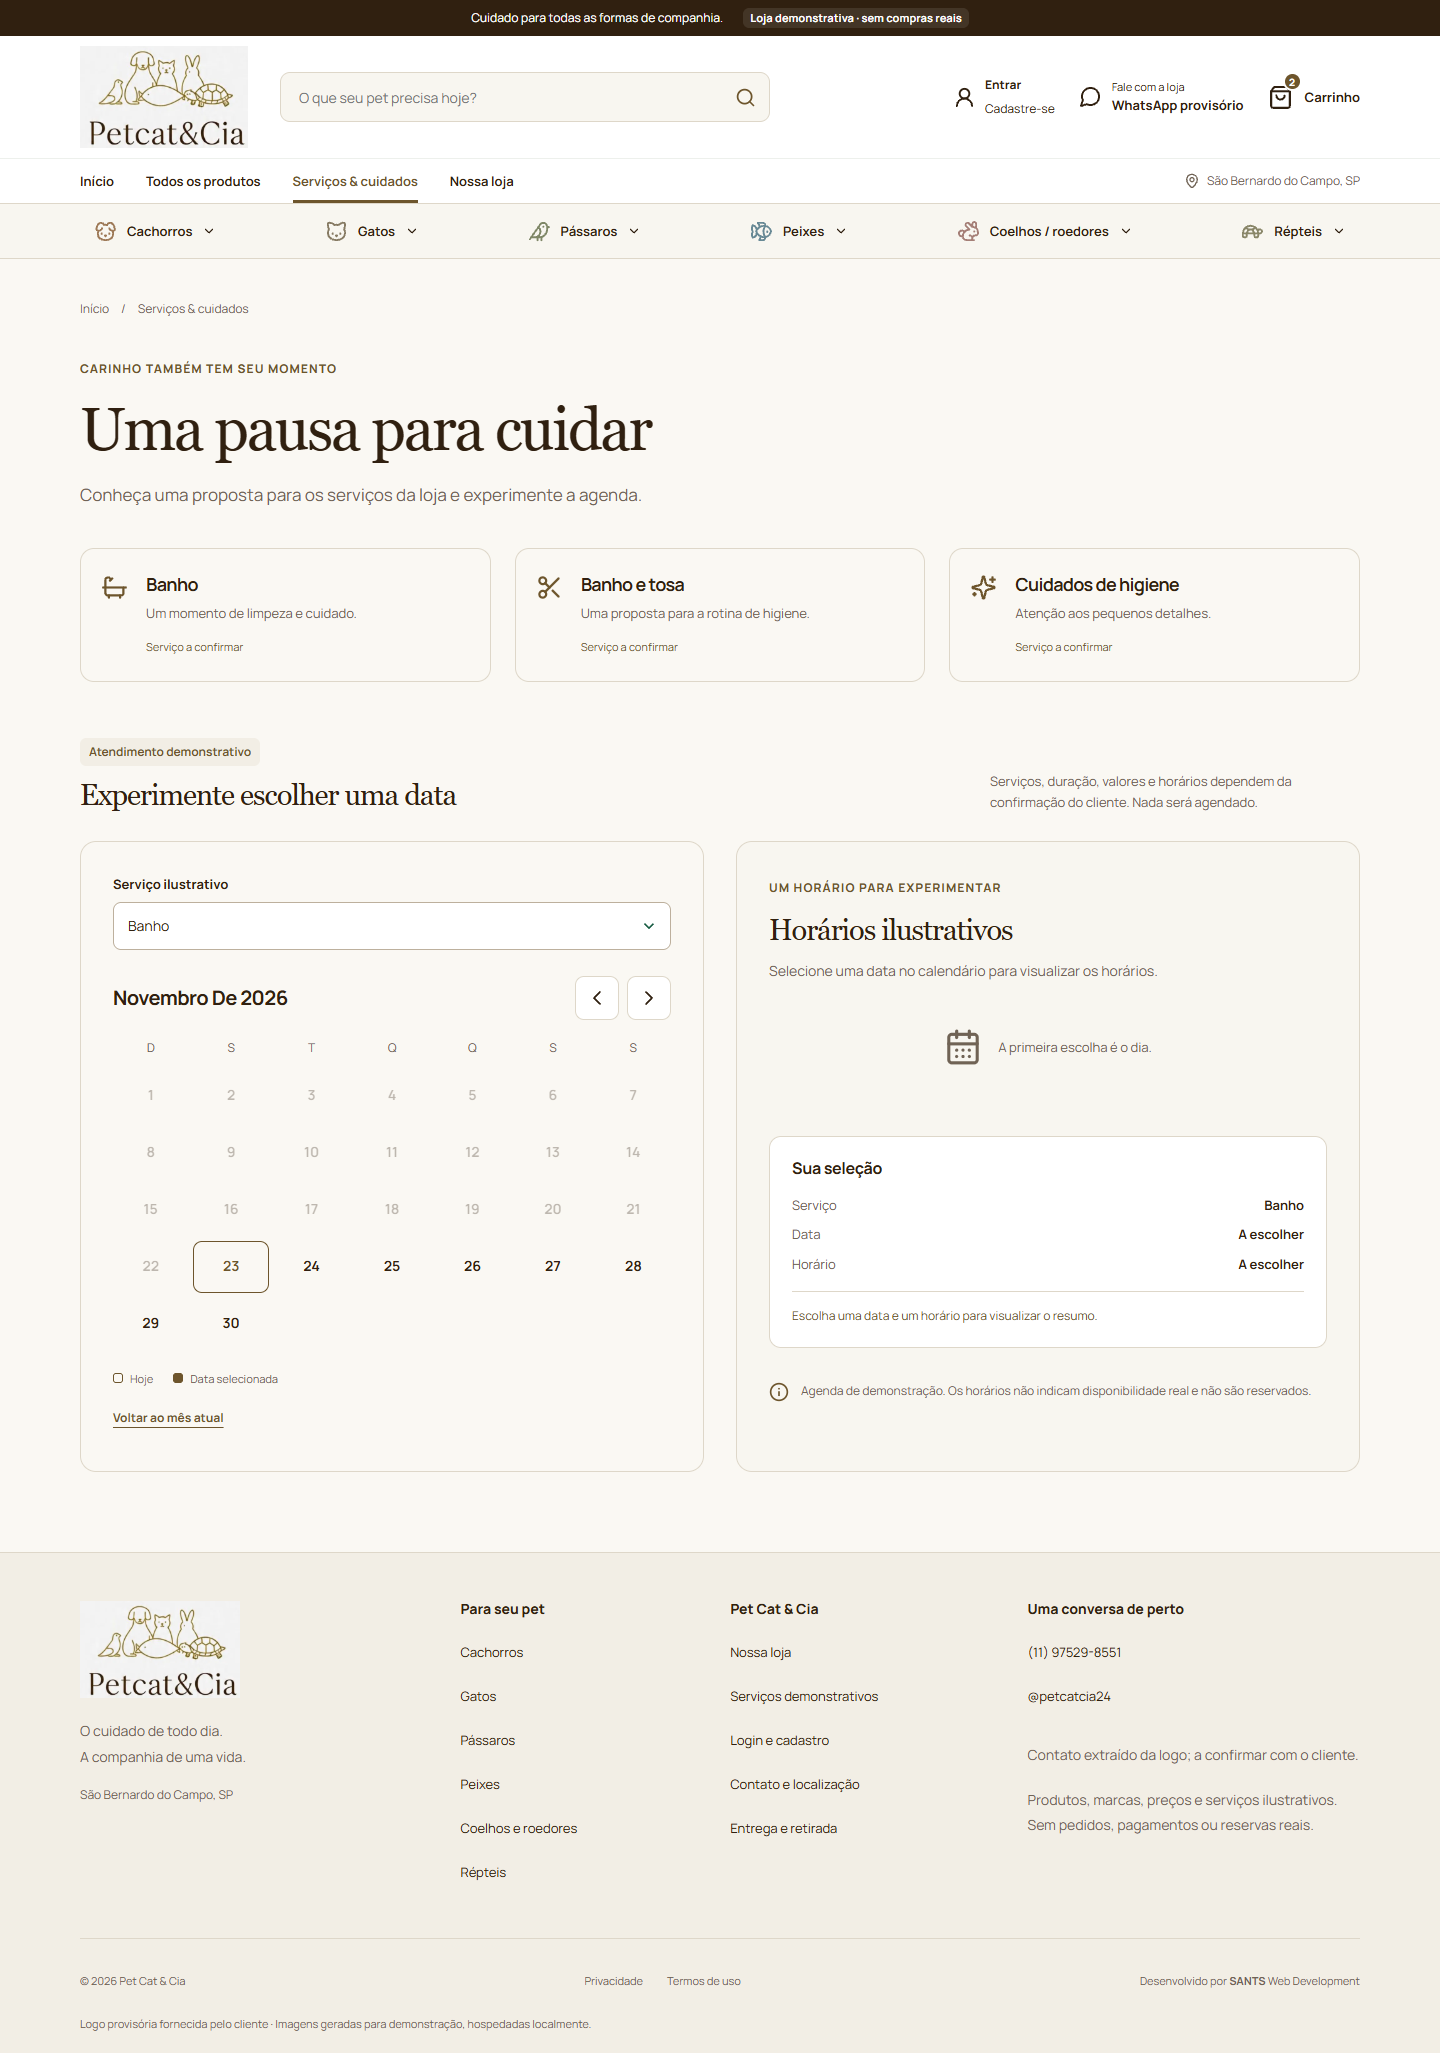 Cuidado para todas as formas de companhia. Loja demonstrativa · sem compras reais
Petcat&Cia
O que seu pet precisa hoje?
Entrar
Cadastre-se
Fale com a loja
WhatsApp provisório
2
Carrinho
Início Todos os produtos Serviços & cuidados Nossa loja São Bernardo do Campo, SP
Cachorros Gatos Pássaros Peixes Coelhos / roedores Répteis
Início / Serviços & cuidados
CARINHO TAMBÉM TEM SEU MOMENTO
Uma pausa para cuidar
Conheça uma proposta para os serviços da loja e experimente a agenda.
Banho
Um momento de limpeza e cuidado.
Serviço a confirmar
Banho e tosa
Uma proposta para a rotina de higiene.
Serviço a confirmar
Cuidados de higiene
Atenção aos pequenos detalhes.
Serviço a confirmar
Atendimento demonstrativo
Experimente escolher uma data
Serviços, duração, valores e horários dependem da
confirmação do cliente. Nada será agendado.
Serviço ilustrativo
Banho
Novembro De 2026
D S T Q Q S S
1 2 3 4 5 6 7
8 9 10 11 12 13 14
15 16 17 18 19 20 21
22 23 24 25 26 27 28
29 30
Hoje Data selecionada
Voltar ao mês atual
UM HORÁRIO PARA EXPERIMENTAR
Horários ilustrativos
Selecione uma data no calendário para visualizar os horários.
A primeira escolha é o dia.
Sua seleção
Serviço Banho
Data A escolher
Horário A escolher
Escolha uma data e um horário para visualizar o resumo.
Agenda de demonstração. Os horários não indicam disponibilidade real e não são reservados.
Petcat&Cia
O cuidado de todo dia.
A companhia de uma vida.
São Bernardo do Campo, SP
Para seu pet
Cachorros
Gatos
Pássaros
Peixes
Coelhos e roedores
Répteis
Pet Cat & Cia
Nossa loja
Serviços demonstrativos
Login e cadastro
Contato e localização
Entrega e retirada
Uma conversa de perto
(11) 97529-8551
@petcatcia24
Contato extraído da logo; a confirmar com o cliente.
Produtos, marcas, preços e serviços ilustrativos.
Sem pedidos, pagamentos ou reservas reais.
© 2026 Pet Cat & Cia Privacidade Termos de uso Desenvolvido por SANTS Web Development
Logo provisória fornecida pelo cliente · Imagens geradas para demonstração, hospedadas localmente.